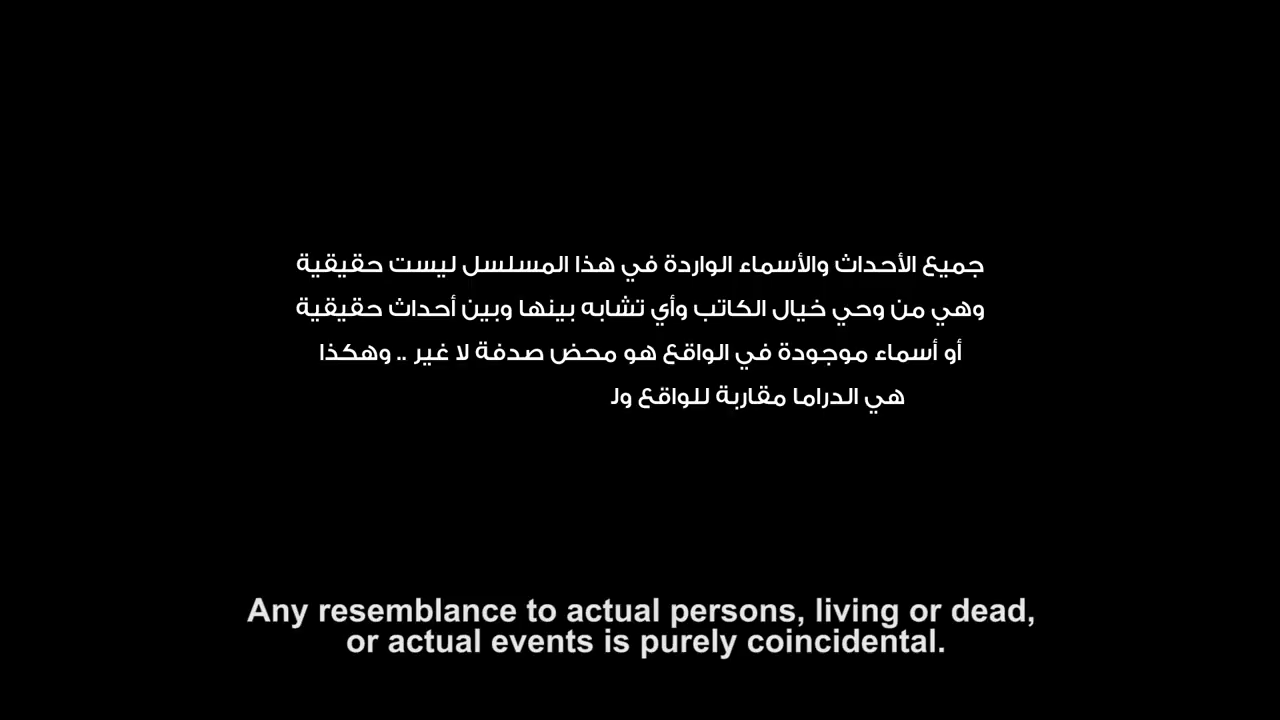 جميع الأحداث والأسماء الواردة في هذا المسلسل ليست حقيقية
وهي من وحي خيال الكاتب وأي تشابه بينها وبين أحداث حقيقية
أو أسماء موجودة في الواقع هو محض صدفة لا غير .. وهكذا
هي الدراما مقاربة للواقع ولـ
Any resemblance to actual persons, living or dead,
or actual events is purely coincidental.